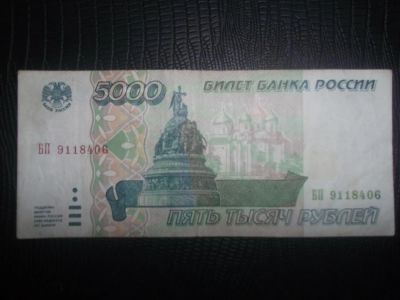 5000
БИЛЕТ БАНКА РОССИИ
БП 9118406
БП 9118406
ПЯТЬ ТЫСЯЧ РУБЛЕЙ